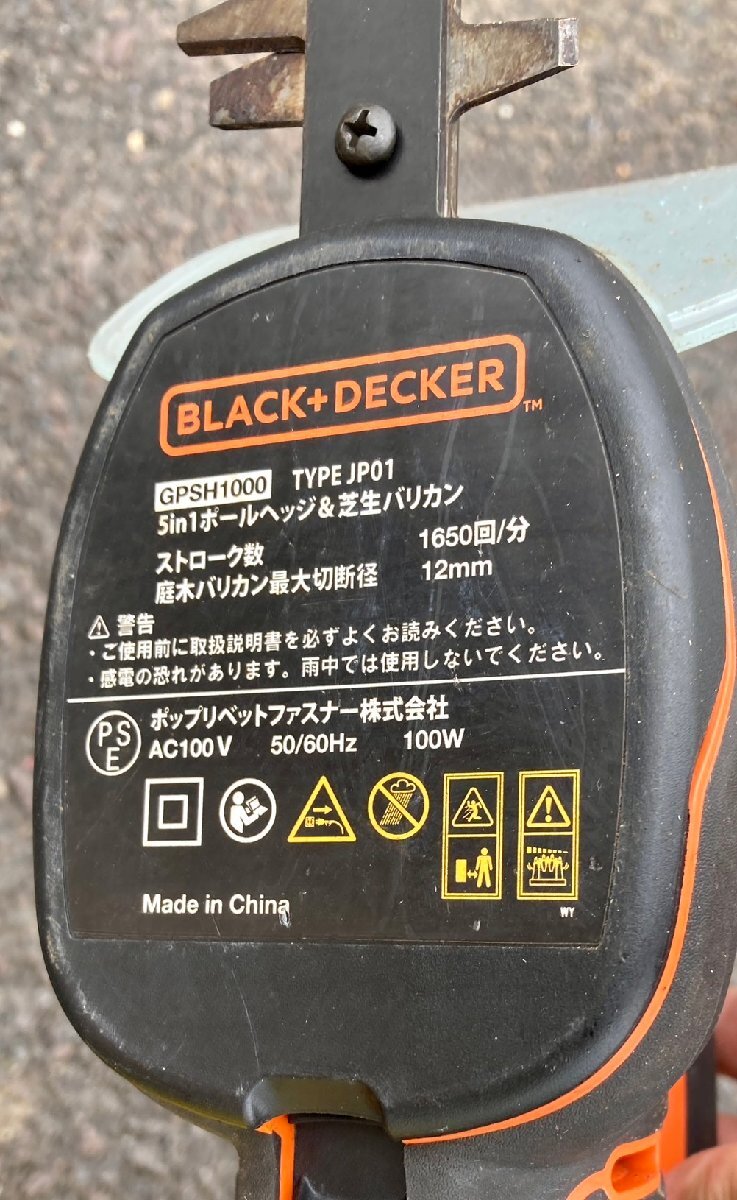 BLACK+DECKER™
GPSH1000 TYPE JP01
5in1ポールヘッジ&芝生バリカン
ストローク数 1650回/分
庭木バリカン最大切断径 12mm
警告
・ご使用前に取扱説明書を必ずよくお読みください。
・感電の恐れがあります。雨中では使用しないでください。
PSE
ポップリベットファスナー株式会社
AC100V 50/60Hz 100W
Made in China
WY